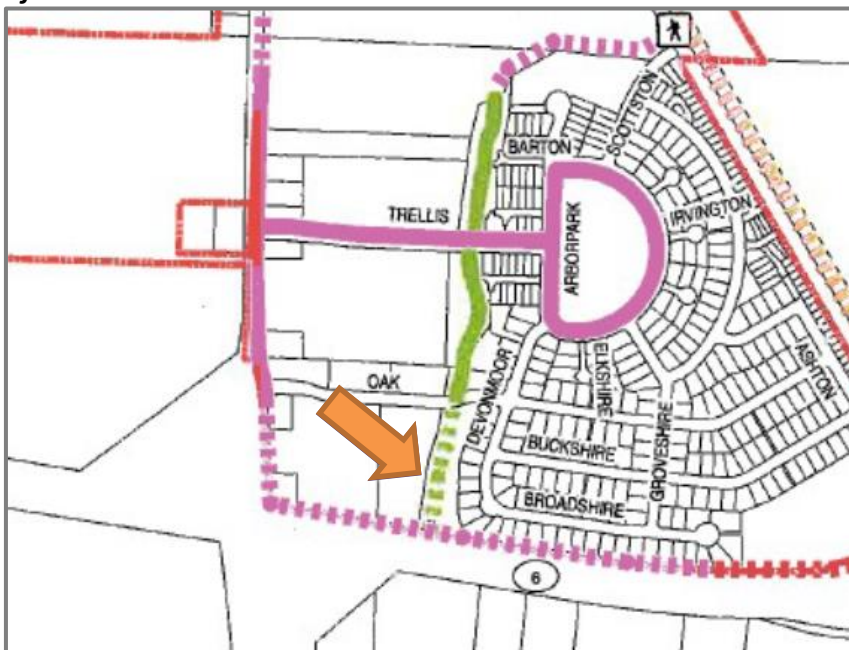 SCOTTSTON
BARTON
TRELLIS
IRVINGTON
ARBORPARK
OAK
DEVONMOOR
ELKSHIRE
ASHTON
BUCKSHIRE
GROVESHIRE
BROADSHIRE
6